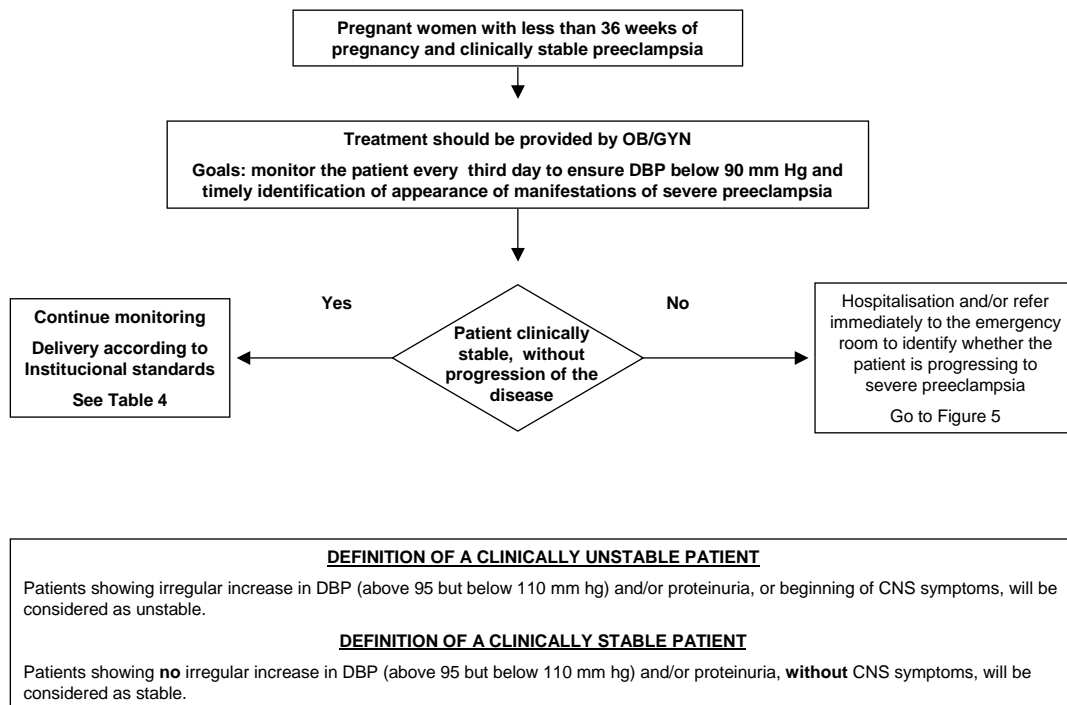 Pregnant women with less than 36 weeks of
pregnancy and clinically stable preeclampsia
Treatment should be provided by OB/GYN
Goals: monitor the patient every third day to ensure DBP below 90 mm Hg and
timely identification of appearance of manifestations of severe preeclampsia
Yes
No
Continue monitoring
Delivery according to
Institucional standards
See Table 4
Patient clinically
stable, without
progression of the
disease
Hospitalisation and/or refer
immediately to the emergency
room to identify whether the
patient is progressing to
severe preeclampsia
Go to Figure 5
DEFINITION OF A CLINICALLY UNSTABLE PATIENT
Patients showing irregular increase in DBP (above 95 but below 110 mm hg) and/or proteinuria, or beginning of CNS symptoms, will be
considered as unstable.
DEFINITION OF A CLINICALLY STABLE PATIENT
Patients showing no irregular increase in DBP (above 95 but below 110 mm hg) and/or proteinuria, without CNS symptoms, will be
considered as stable.